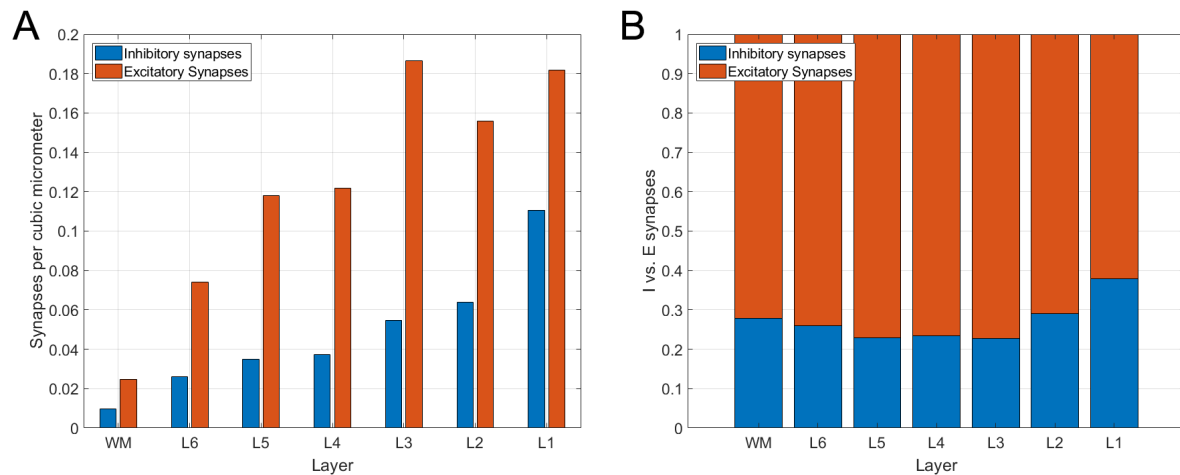 A
Inhibitory synapses
Excitatory Synapses
Synapses per cubic micrometer
0.2
0.18
0.16
0.14
0.12
0.1
0.08
0.06
0.04
0.02
0
WM L6 L5 L4 L3 L2 L1
Layer
B
Inhibitory synapses
Excitatory Synapses
I vs. E synapses
1
0.9
0.8
0.7
0.6
0.5
0.4
0.3
0.2
0.1
0
WM L6 L5 L4 L3 L2 L1
Layer